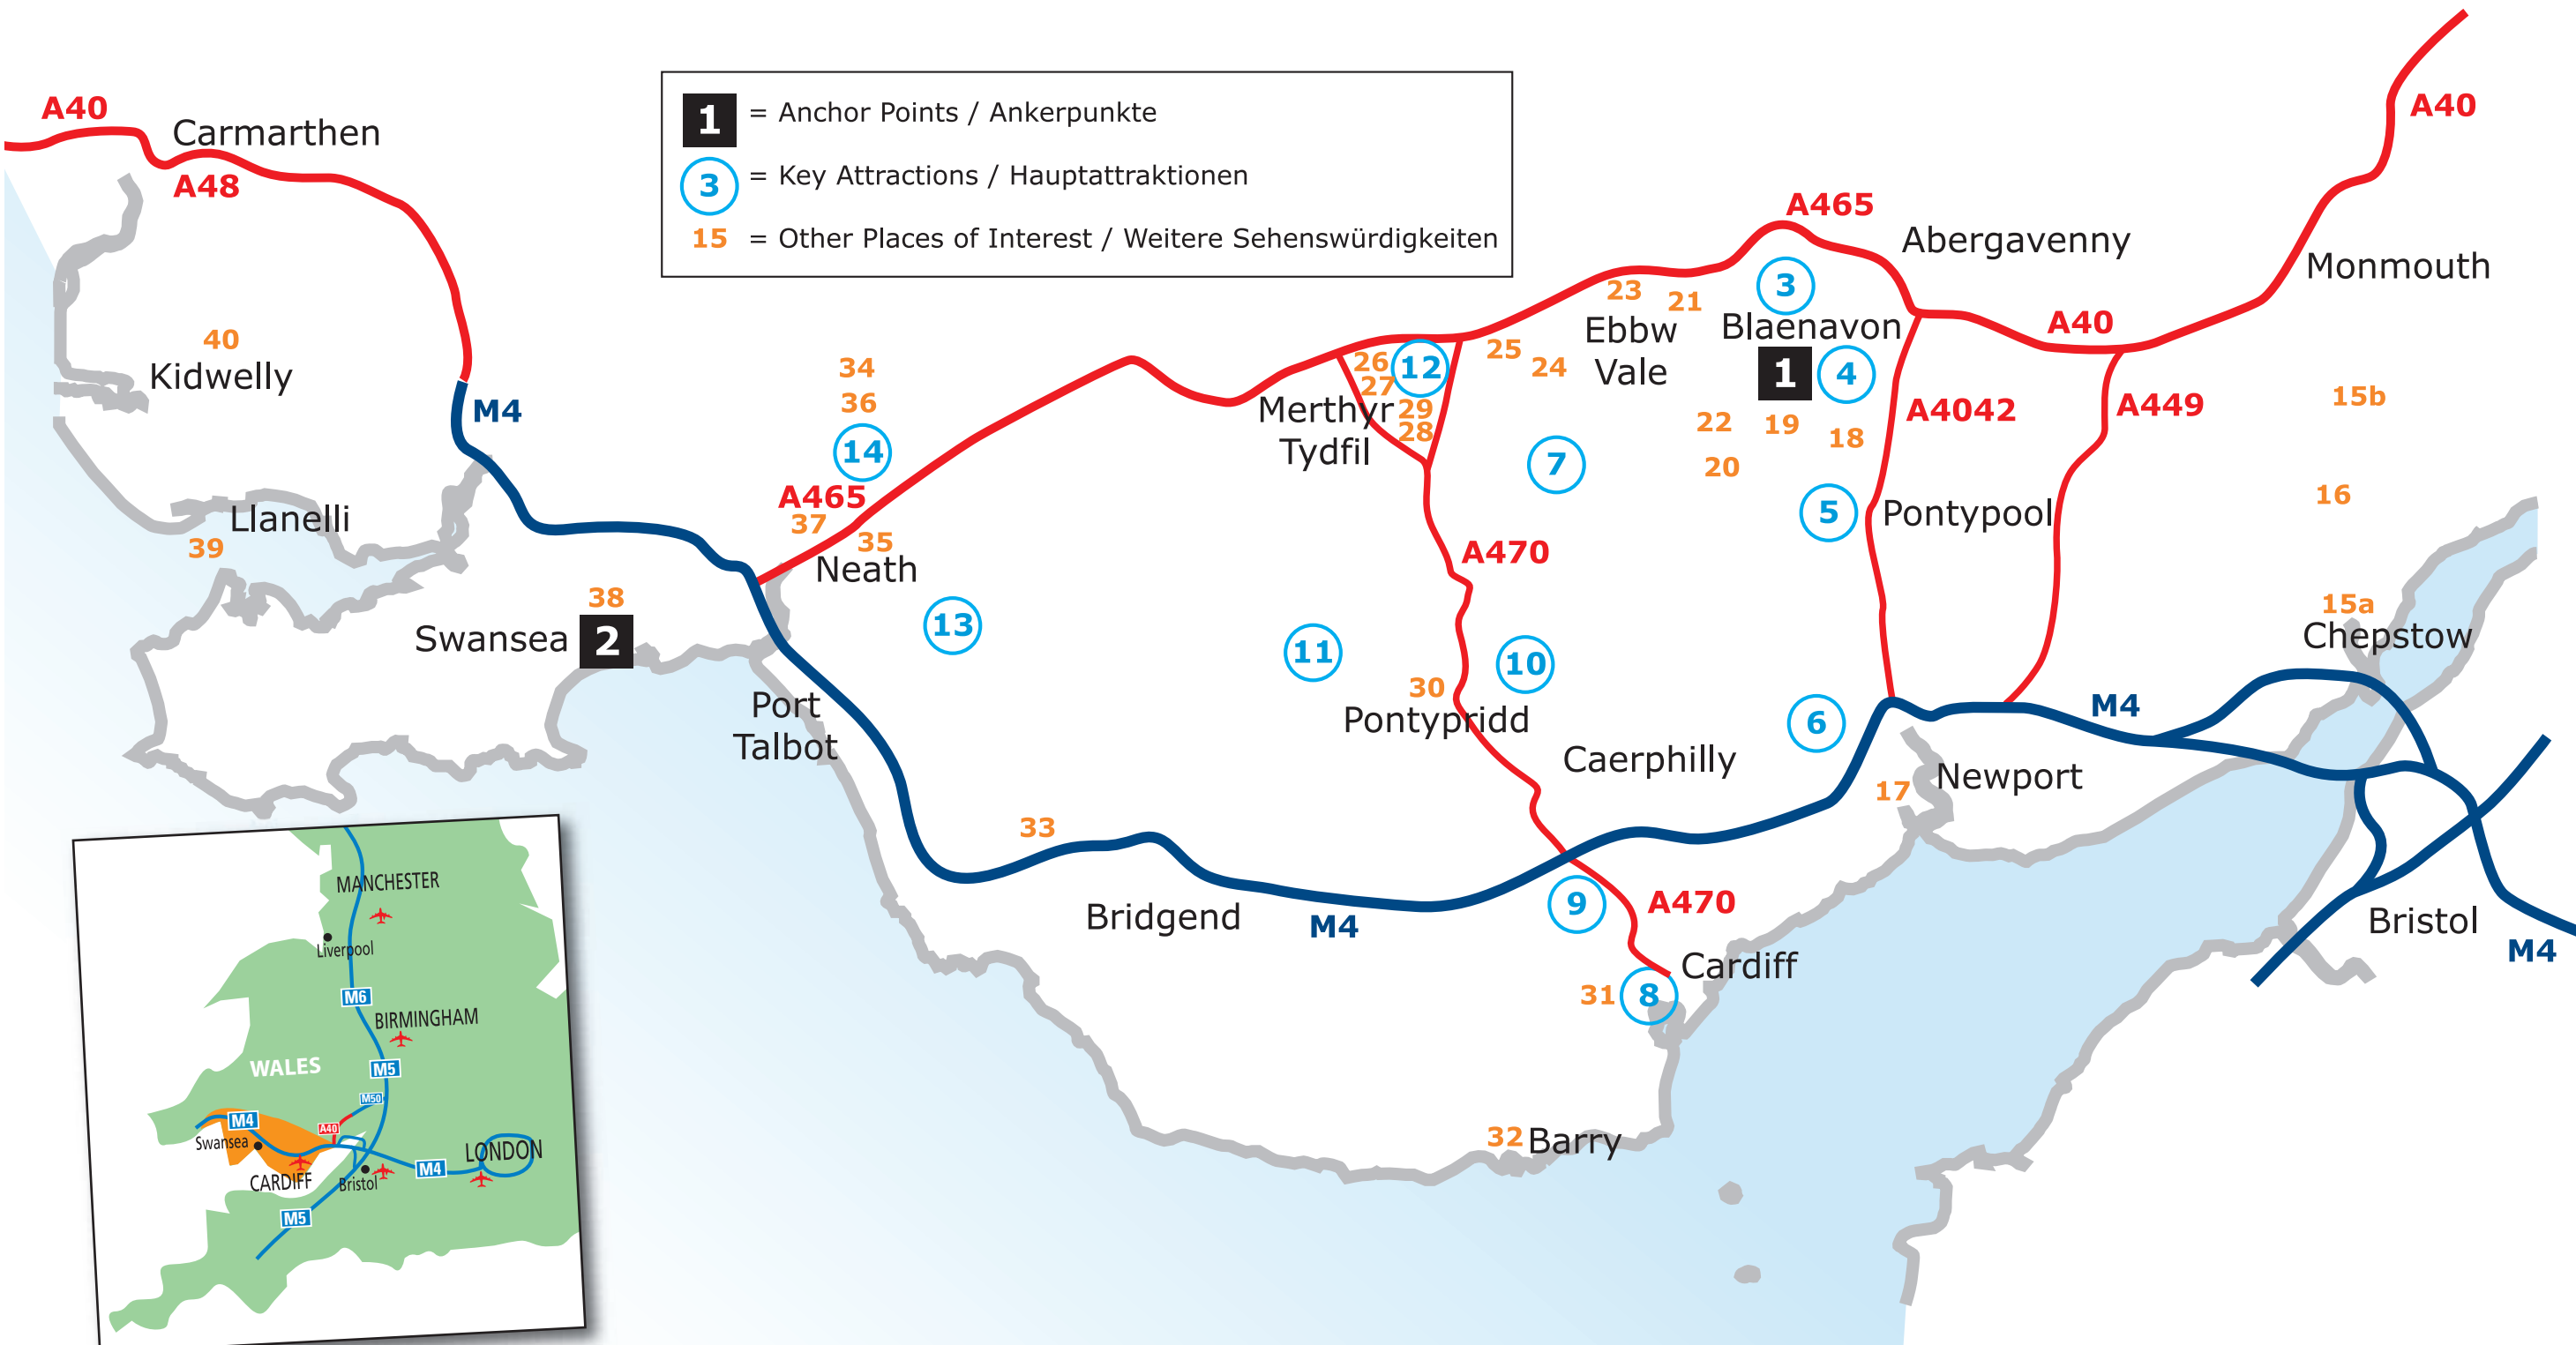 1 = Anchor Points / Ankerpunkte
3 = Key Attractions / Hauptattraktionen
15 = Other Places of Interest / Weitere Sehenswürdigkeiten
A40
Carmarthen
A48
A40
A465
Abergavenny
Monmouth
3
23
21
Ebbw
Vale
Blaenavon
A40
40
Kidwelly
M4
34
36
14
A465
37
35
Neath
26
12
27
Merthyr
29
28
Tydfil
25
24
1
4
A4042
A449
15b
22
19
18
20
7
16
5
Pontypool
Llanelli
39
A470
38
Swansea
2
13
11
10
30
Pontypridd
15a
Chepstow
Port
Talbot
6
M4
Caerphilly
17
Newport
33
Bridgend
M4
9
A470
Bristol
M4
Cardiff
31
8
32
Barry
MANCHESTER
Liverpool
M6
BIRMINGHAM
WALES
M5
M50
M4
A40
Swansea
LONDON
CARDIFF
Bristol
M4
M5